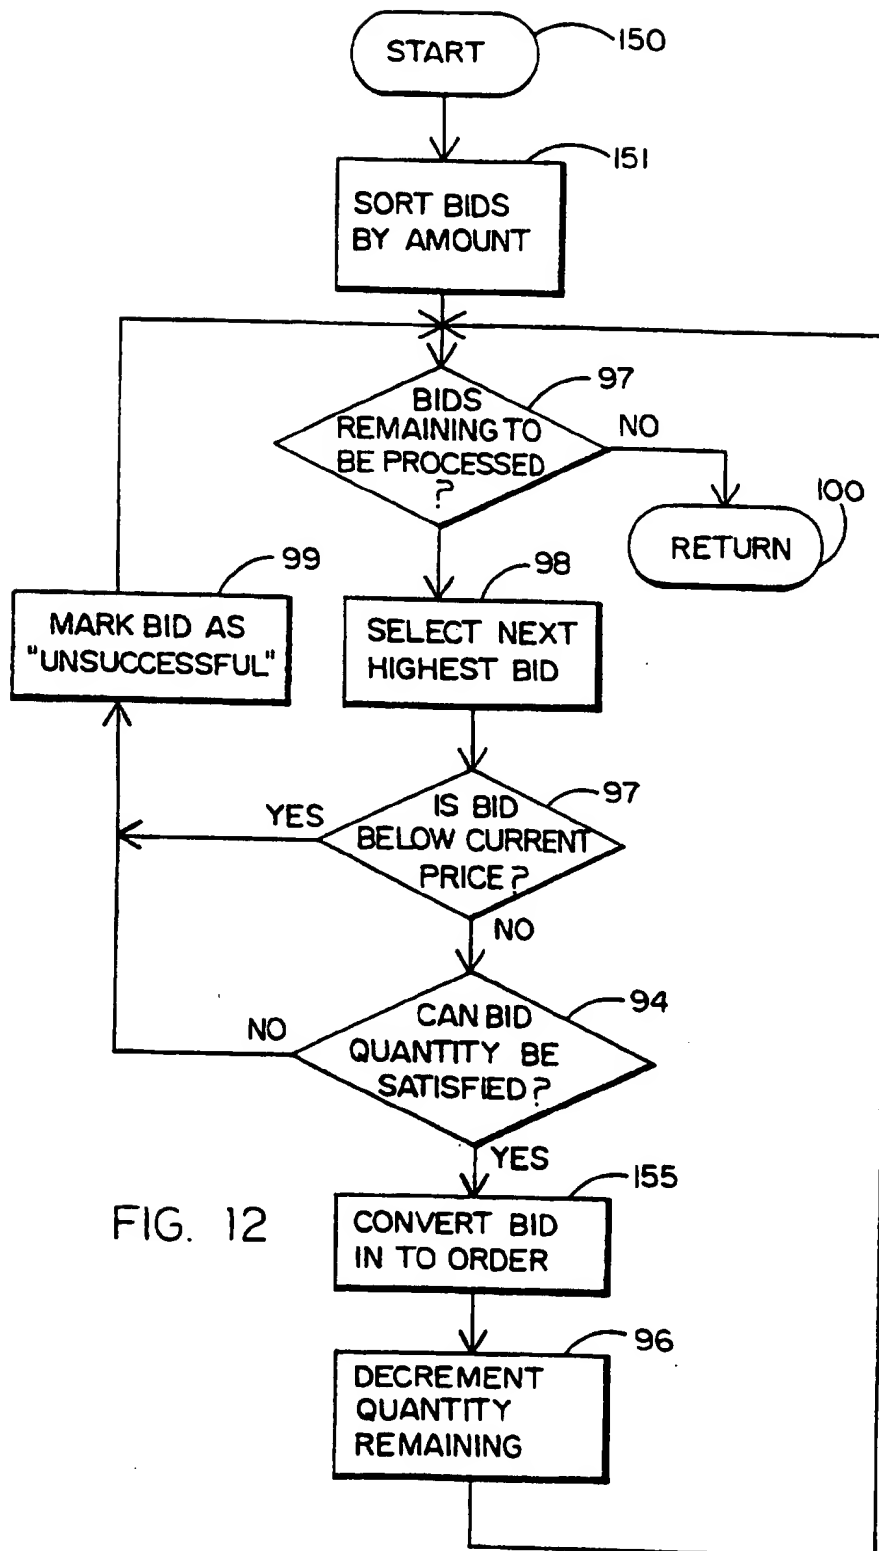 START
150
151
SORT BIDS
BY AMOUNT
97
BIDS
REMAINING TO
BE PROCESSED
?
NO
100
RETURN
99
MARK BID AS
"UNSUCCESSFUL"
98
SELECT NEXT
HIGHEST BID
97
YES
IS BID
BELOW CURRENT
PRICE?
NO
94
NO
CAN BID
QUANTITY BE
SATISFIED?
YES
155
CONVERT BID
IN TO ORDER
FIG. 12
96
DECREMENT
QUANTITY
REMAINING